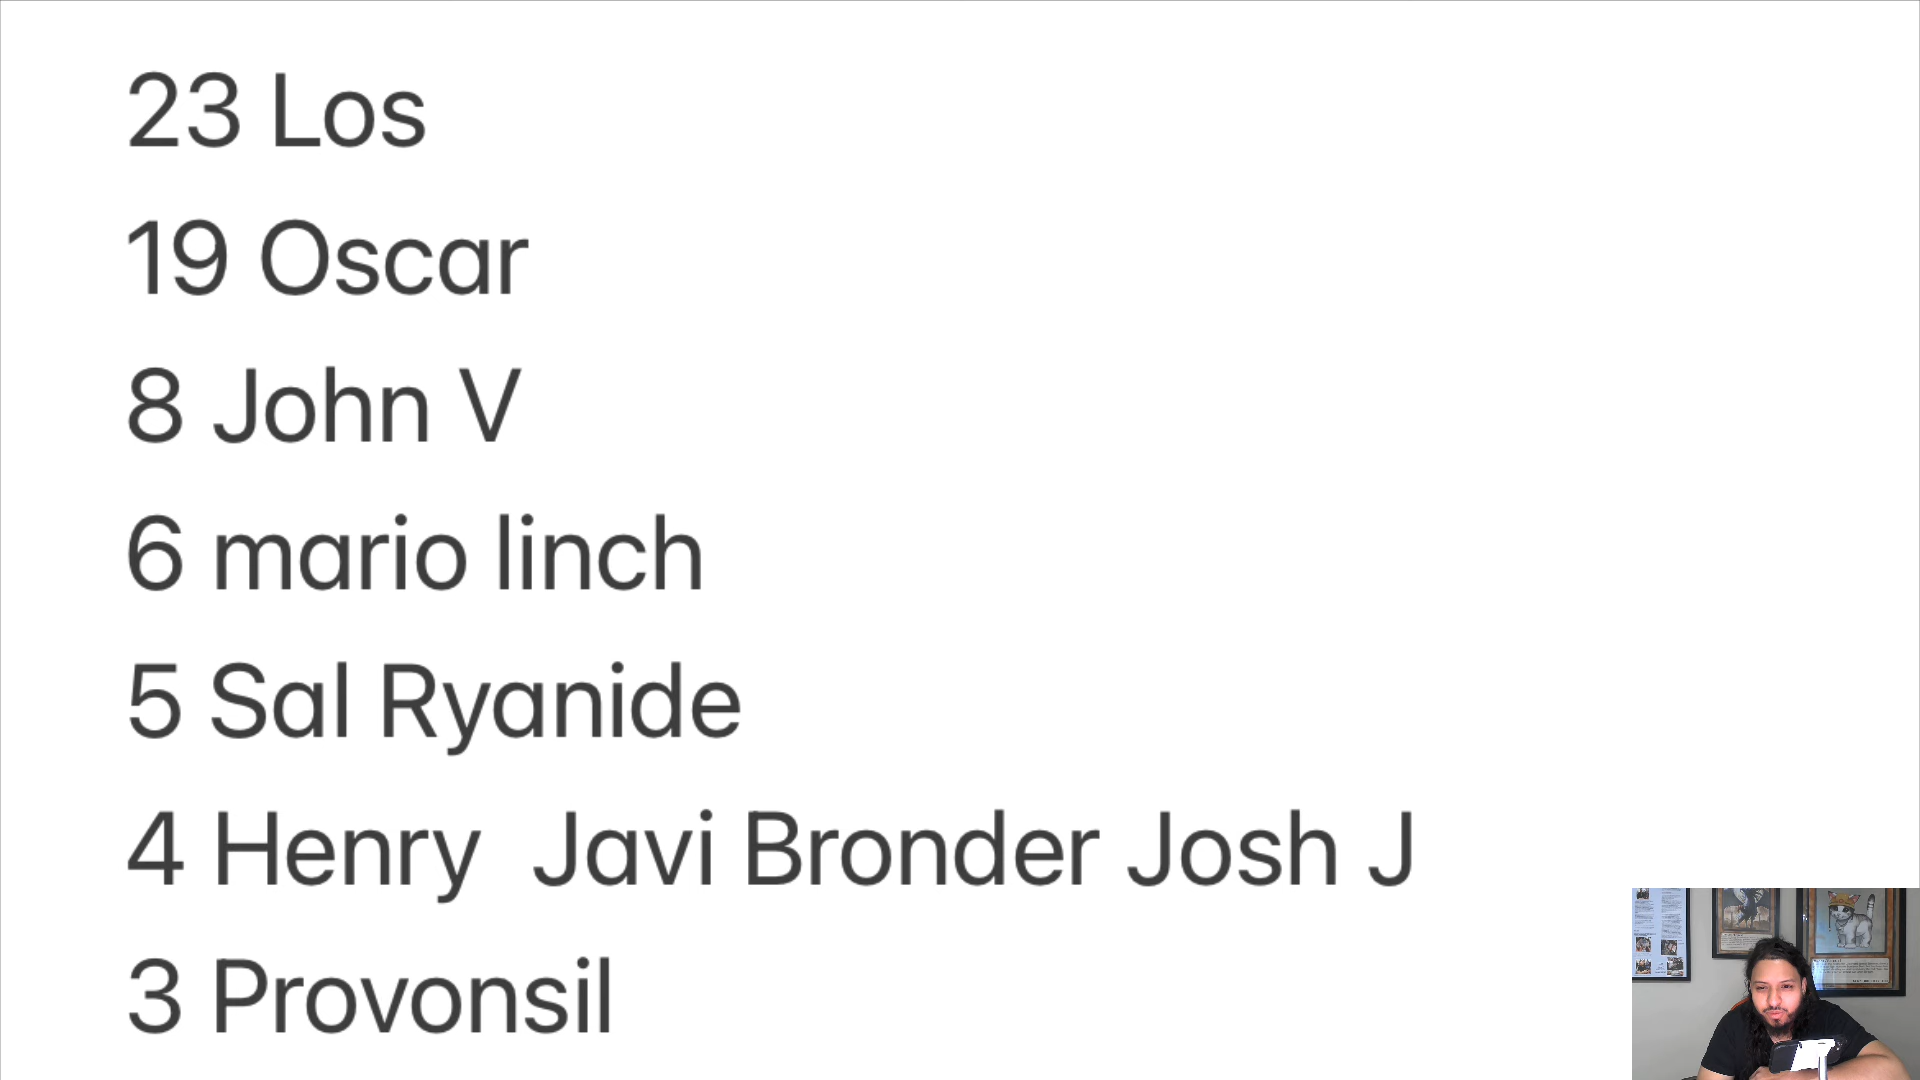 23 Los
19 Oscar
8 John V
6 mario linch
5 Sal Ryanide
4 Henry  Javi Bronder Josh J
3 Provonsil